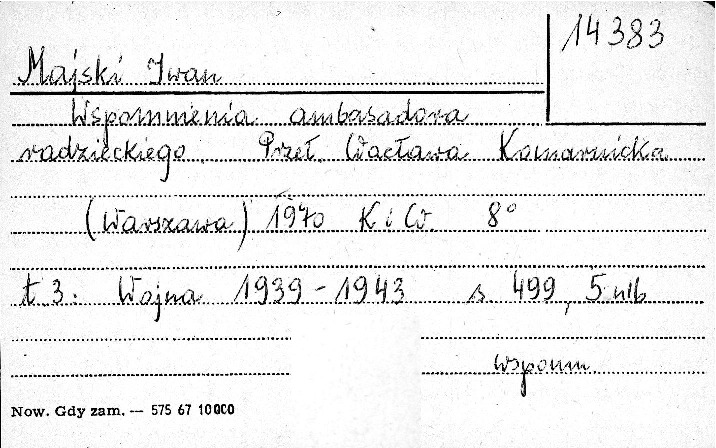 14383
Majski Iwan
Wspomnienia ambasadora
radzieckiego. Przeł. Wacława Komarnicka
(Warszawa) 1970 K i W. 8°
t 3: Wojna 1939-1943 s 499, 5 nlb
wspomn.
Now. Gdy zam. — 575 67 10000